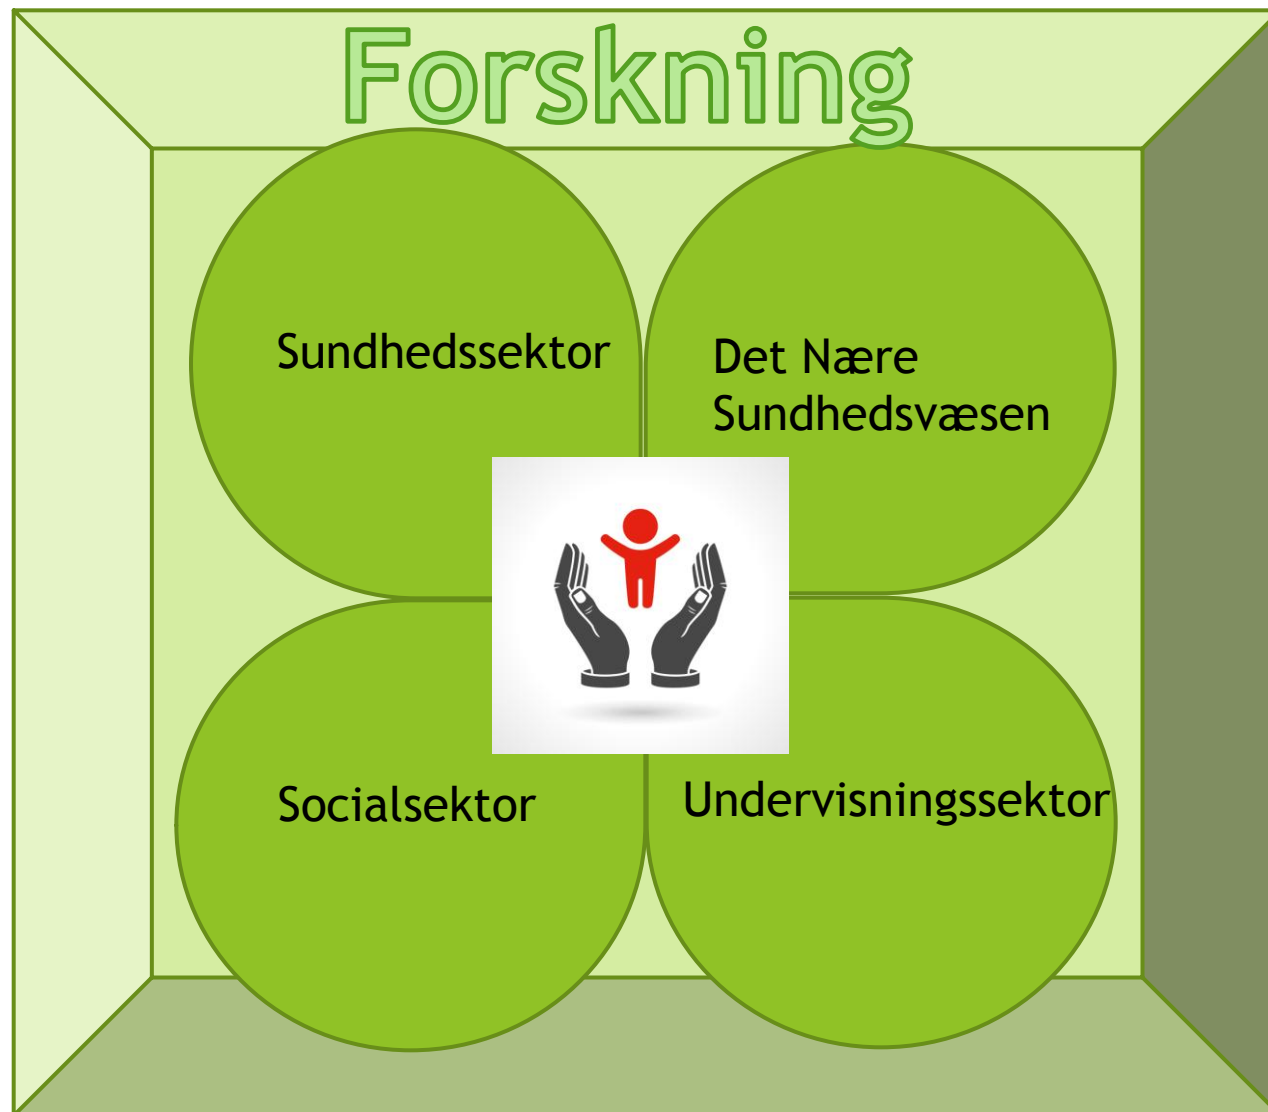 Forskning
Sundhedssektor
Det Nære
Sundhedsvæsen
Socialsektor
Undervisningssektor